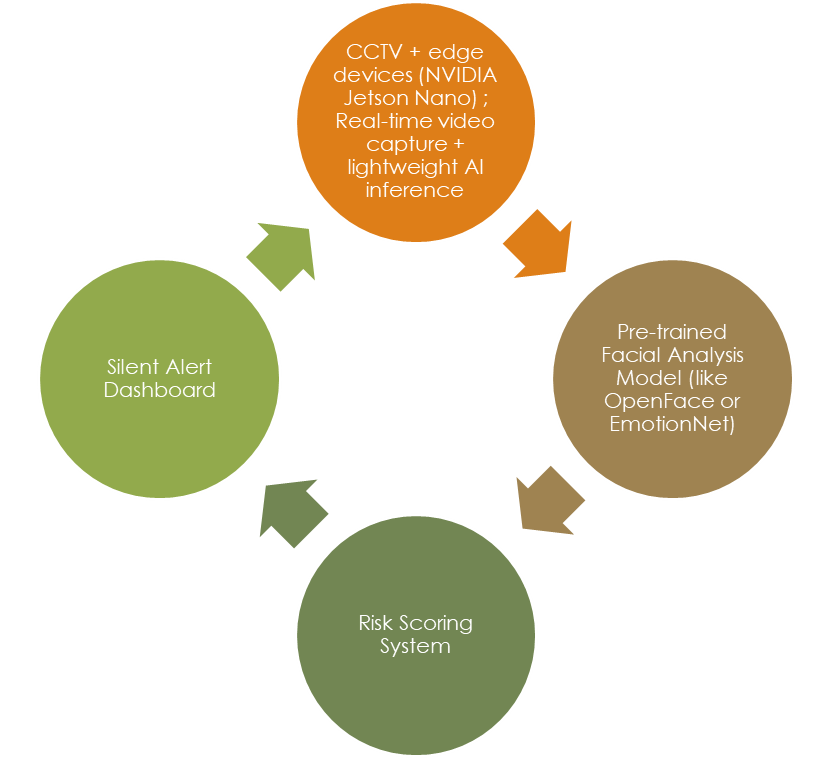 CCTV + edge
devices (NVIDIA
Jetson Nano) ;
Real-time video
capture +
lightweight AI
inference
Pre-trained
Facial Analysis
Model (like
OpenFace or
EmotionNet)
Risk Scoring
System
Silent Alert
Dashboard